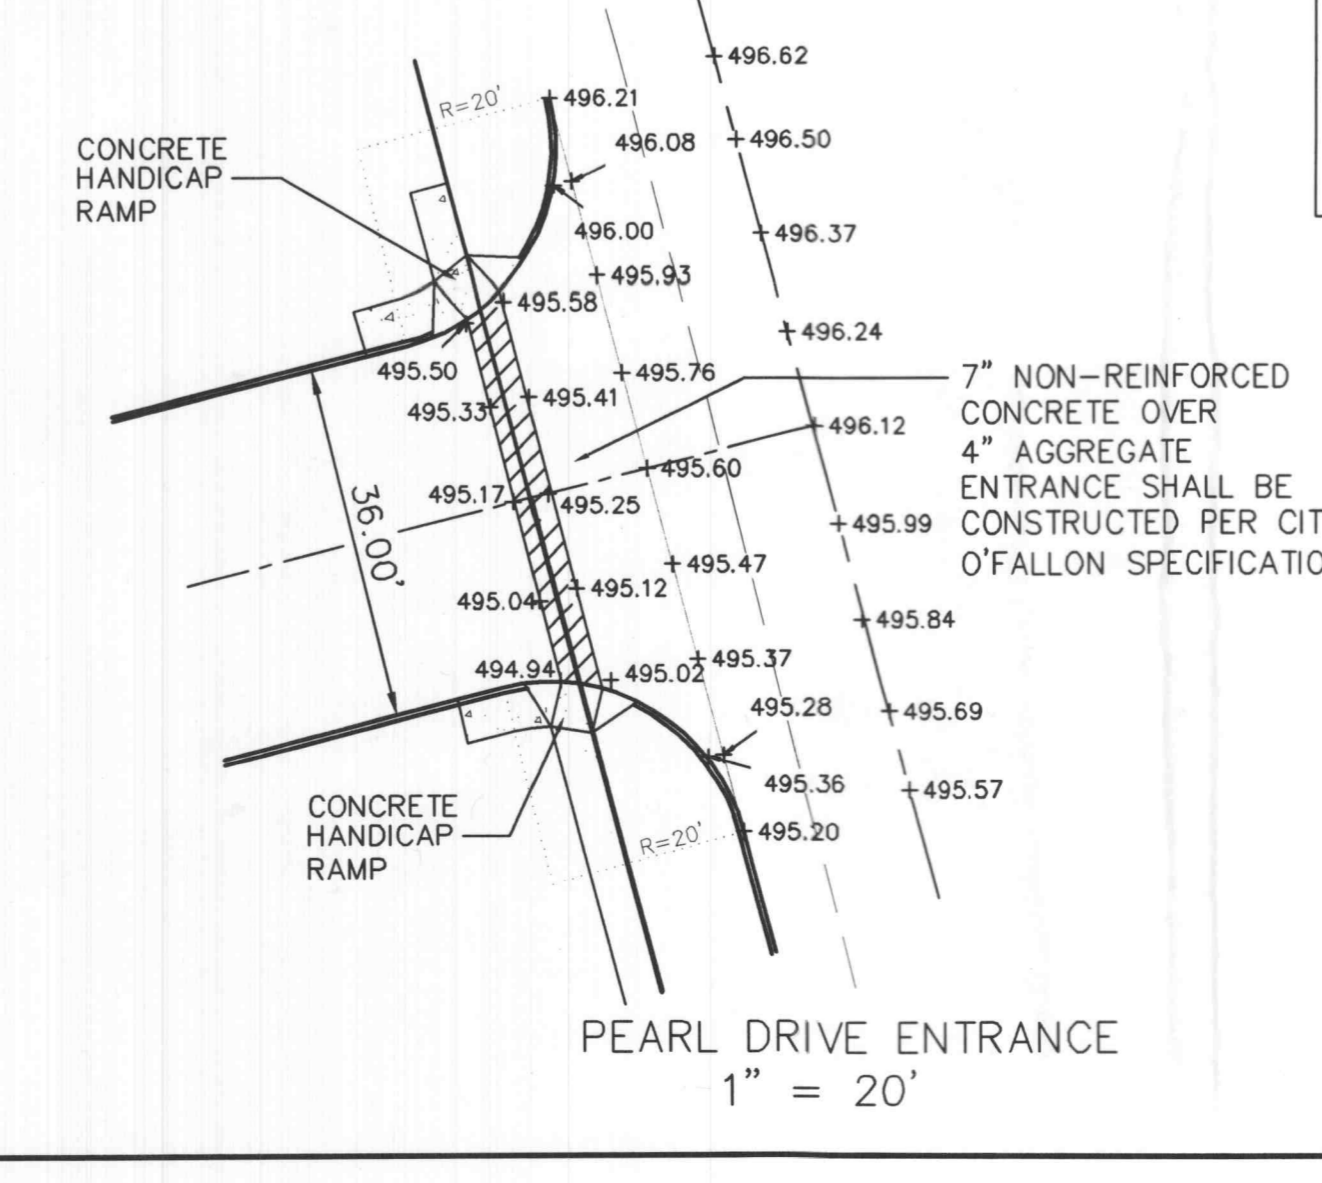 496.62
R=20'
496.21
CONCRETE
HANDICAP
RAMP
496.08
496.50
496.00
496.37
495.93
495.58
496.24
495.50
495.76
495.33
495.41
7" NON-REINFORCED
CONCRETE OVER
4" AGGREGATE
ENTRANCE SHALL BE
CONSTRUCTED PER CIT
O'FALLON SPECIFICATIO
496.12
495.60
495.17
495.25
36.00'
495.99
495.47
495.12
495.04
495.84
495.37
494.94
495.02
495.28
495.69
495.36
495.57
CONCRETE
HANDICAP
RAMP
495.20
R=20'
PEARL DRIVE ENTRANCE
1" = 20'